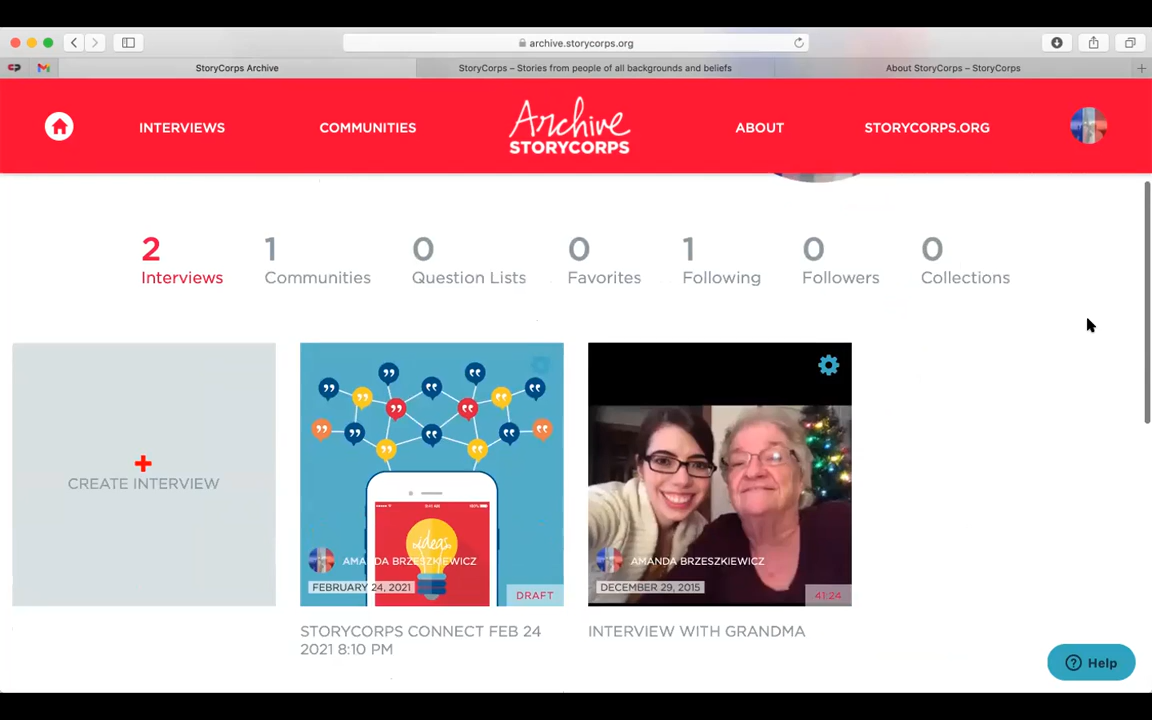 archive.storycorps.org
StoryCorps Archive
StoryCorps – Stories from people of all backgrounds and beliefs
About StoryCorps – StoryCorps
INTERVIEWS
COMMUNITIES
Archive
STORYCORPS
ABOUT
STORYCORPS.ORG
2
Interviews
1
Communities
0
Question Lists
0
Favorites
1
Following
0
Followers
0
Collections
CREATE INTERVIEW
ideas
AMANDA BRZESZKIEWICZ
FEBRUARY 24, 2021
DRAFT
STORYCORPS CONNECT FEB 24
2021 8:10 PM
AMANDA BRZESZKIEWICZ
DECEMBER 29, 2015
41:24
INTERVIEW WITH GRANDMA
Help